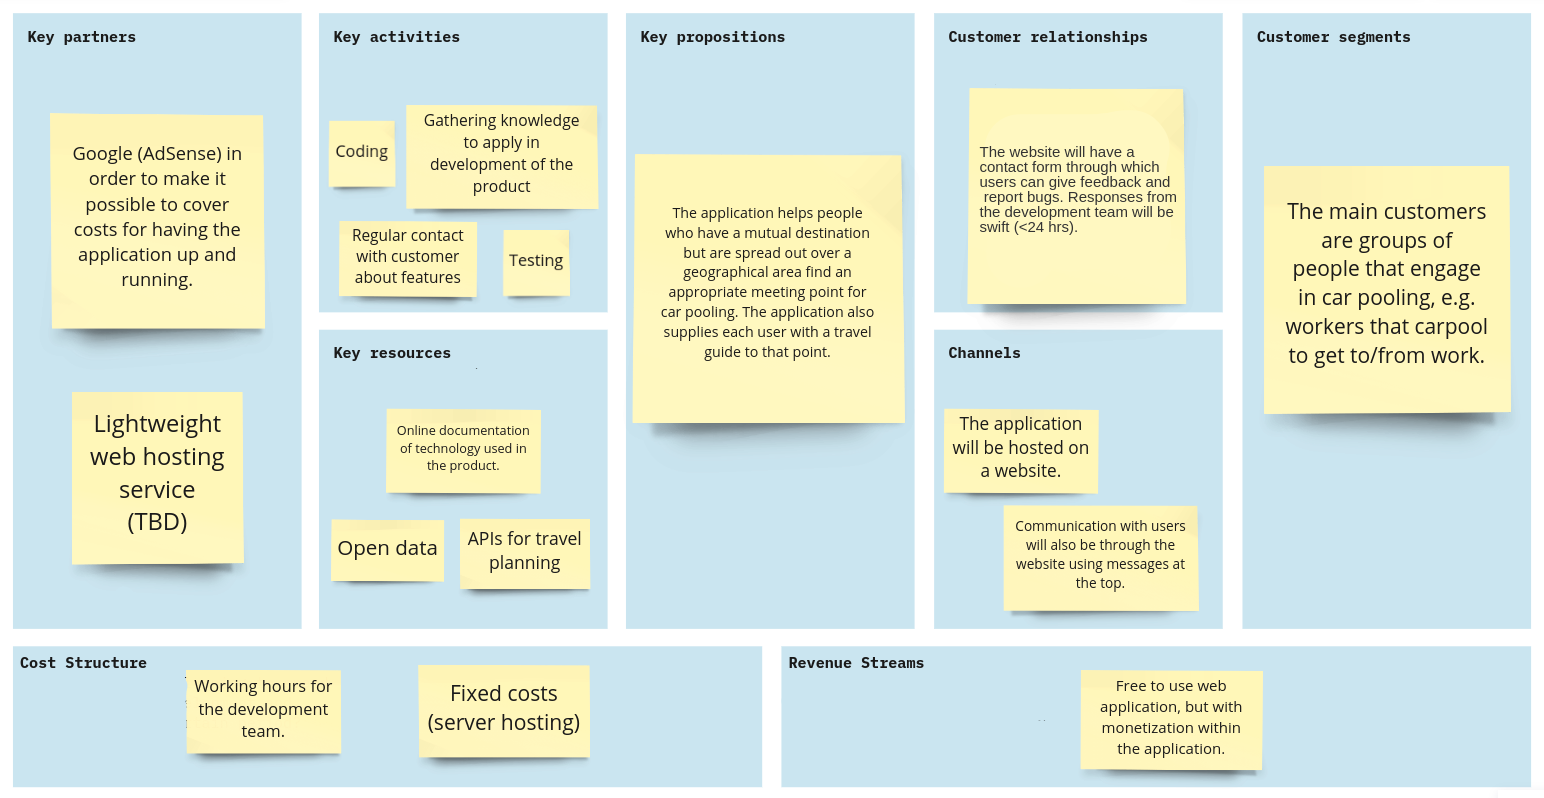 Key partners
Google (AdSense) in
order to make it
possible to cover
costs for having the
application up and
running.
Lightweight
web hosting
service
(TBD)
Key activities
Coding
Gathering knowledge
to apply in
development of the
product
Regular contact
with customer
about features
Testing
Key resources
Online documentation
of technology used in
the product.
Open data
APIs for travel
planning
Key propositions
The application helps people
who have a mutual destination
but are spread out over a
geographical area find an
appropriate meeting point for
car pooling. The application also
supplies each user with a travel
guide to that point.
Customer relationships
The website will have a
contact form through which
users can give feedback and
report bugs. Responses from
the development team will be
swift (<24 hrs).
Channels
The application
will be hosted on
a website.
Communication with users
will also be through the
website using messages at
the top.
Customer segments
The main customers
are groups of
people that engage
in car pooling, e.g.
workers that carpool
to get to/from work.
Cost Structure
Working hours for
the development
team.
Fixed costs
(server hosting)
Revenue Streams
Free to use web
application, but with
monetization within
the application.